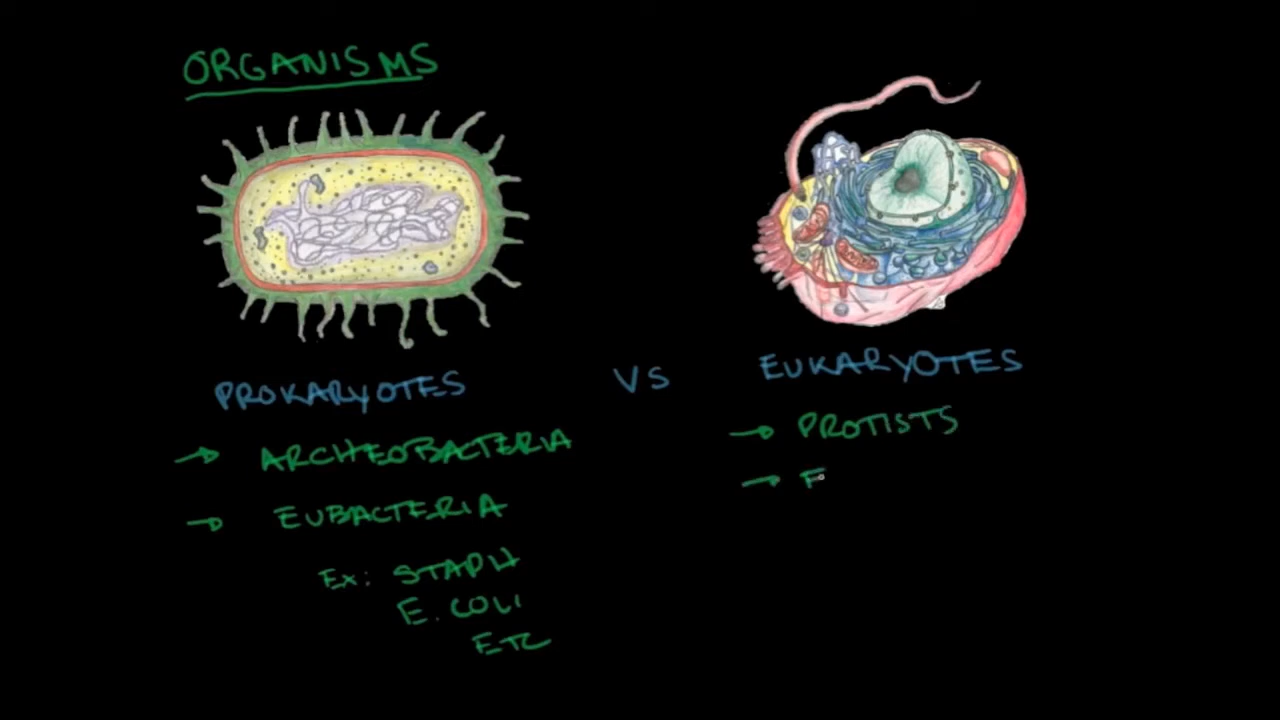 ORGANISMS
PROKARYOTES VS EUKARYOTES
→ ARCHEOBACTERIA
→ EUBACTERIA
Ex: STAPH
E. COLI
ETC
→ PROTISTS
→ F